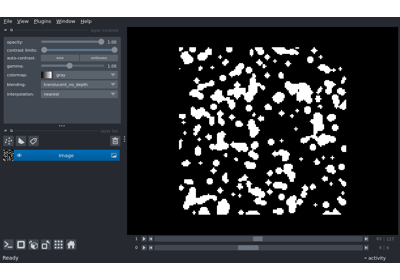 File View Plugins Window Help
opacity: 1.00
contrast limits:
auto-contrast: once continuous
gamma: 1.00
colormap: gray
blending: translucent_no_depth
interpolation: nearest
Image
1
0
Ready
activity